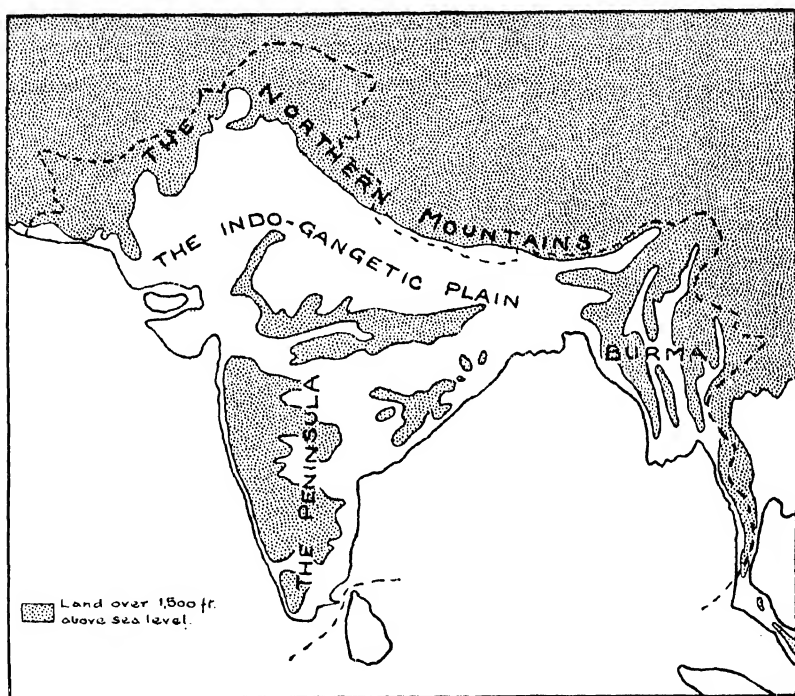 THE NORTHERN MOUNTAINS
THE INDO-GANGETIC PLAIN
BURMA
THE PENINSULA
Land over 1,500 ft.
above sea level.